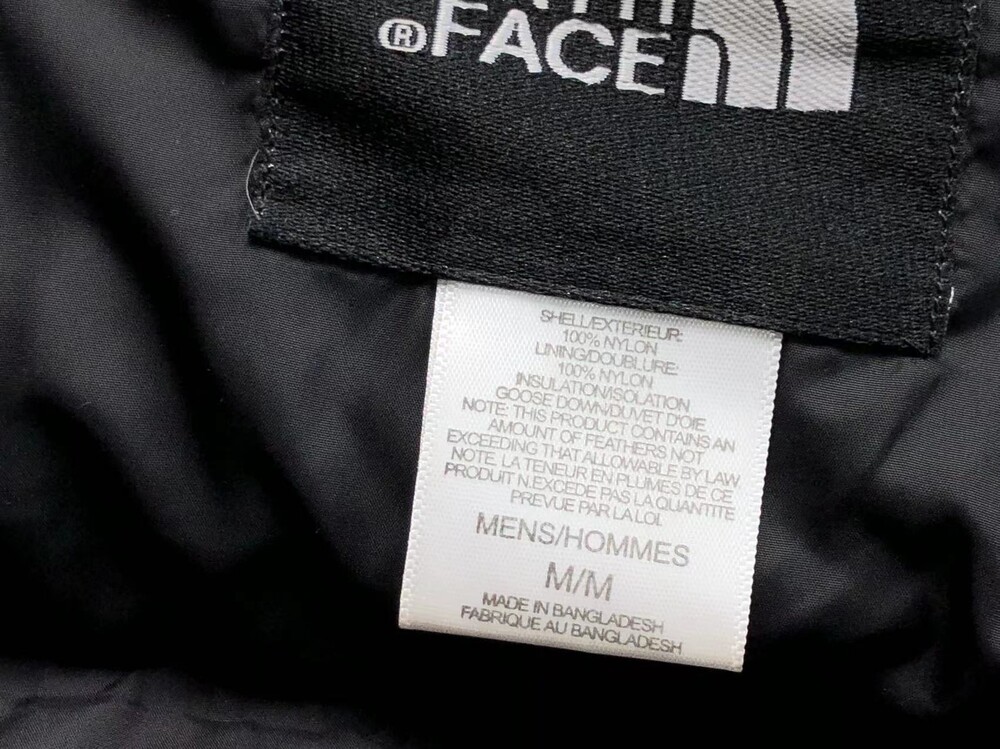 ® FACE
SHELL/EXTERIEUR:
100% NYLON
LINING/DOUBLURE:
100% NYLON
INSULATION/ISOLATION
GOOSE DOWN/DUVET D'OIE
NOTE: THIS PRODUCT CONTAINS AN
AMOUNT OF FEATHERS NOT
EXCEEDING THAT ALLOWABLE BY LAW
NOTE. LA TENEUR EN PLUMES DE CE
PRODUIT N.EXCEDE PAS LA QUANTITE
PREVUE PAR LA LOI.
MENS/HOMMES
M/M
MADE IN BANGLADESH
FABRIQUE AU BANGLADESH